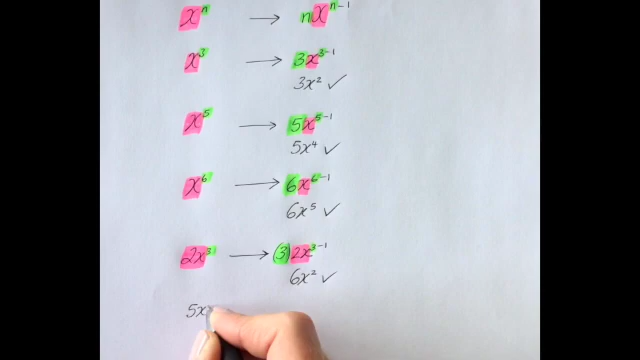 xⁿ → nxⁿ⁻¹
x³ → 3x³⁻¹
3x² ✓
x⁵ → 5x⁵⁻¹
5x⁴ ✓
x⁶ → 6x⁶⁻¹
6x⁵ ✓
2x³ → (3)2x³⁻¹
6x² ✓
5x